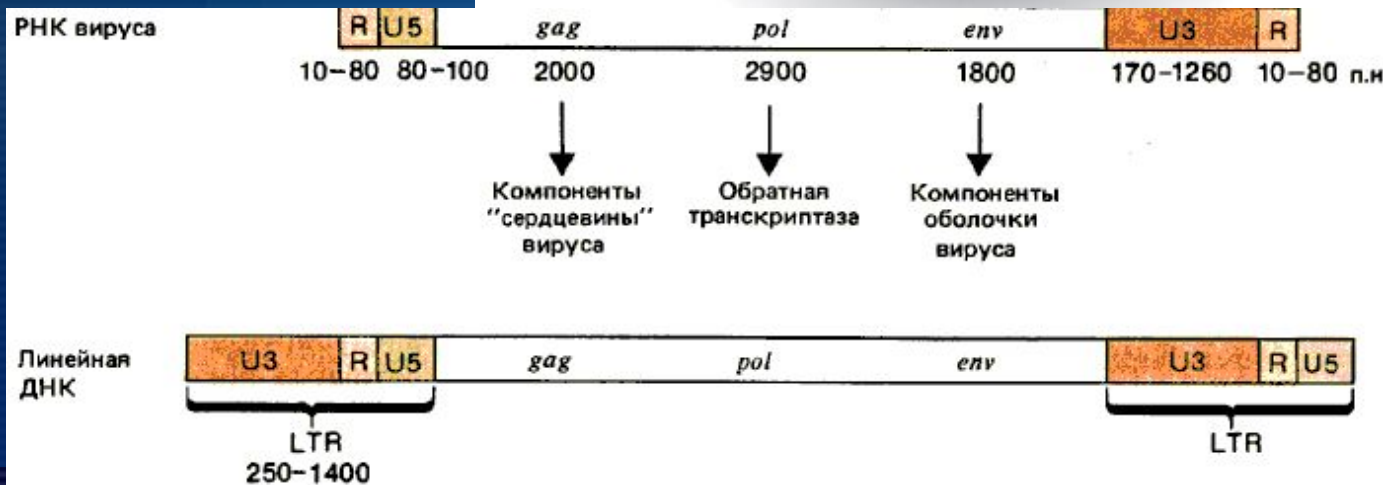 РНК вируса R U5 gag pol env U3 R
10–80 80–100 2000 2900 1800 170–1260 10–80 п.н
Компоненты "сердцевины" вируса
Обратная транскриптаза
Компоненты оболочки вируса
Линейная ДНК U3 R U5 gag pol env U3 R U5
LTR LTR
250–1400